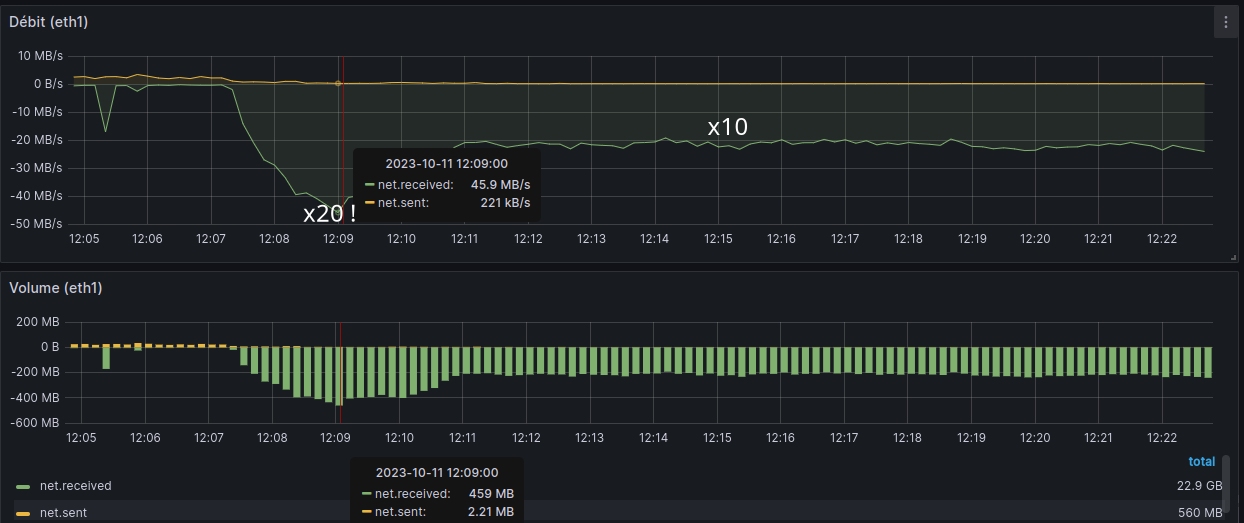 Débit (eth1)
10 MB/s
0 B/s
-10 MB/s
-20 MB/s
-30 MB/s
-40 MB/s
-50 MB/s
x10
x20 !
2023-10-11 12:09:00
net.received: 45.9 MB/s
net.sent: 221 kB/s
12:05 12:06 12:07 12:08 12:09 12:10 12:11 12:12 12:13 12:14 12:15 12:16 12:17 12:18 12:19 12:20 12:21 12:22
Volume (eth1)
200 MB
0 B
-200 MB
-400 MB
-600 MB
12:05 12:06 12:07 12:08 12:09 12:10 12:11 12:12 12:13 12:14 12:15 12:16 12:17 12:18 12:19 12:20 12:21 12:22
2023-10-11 12:09:00
net.received: 459 MB
net.sent: 2.21 MB
total
net.received 22.9 GB
net.sent 560 MB